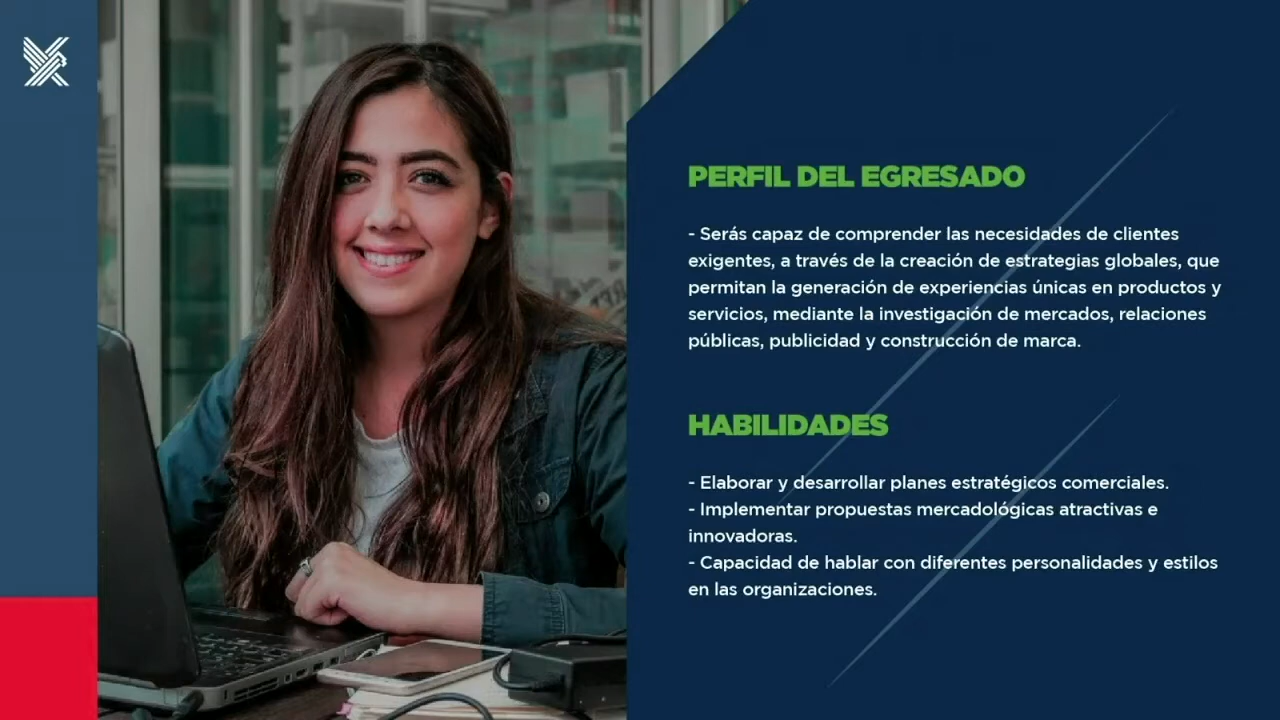 PERFIL DEL EGRESADO
- Serás capaz de comprender las necesidades de clientes
exigentes, a través de la creación de estrategias globales, que
permitan la generación de experiencias únicas en productos y
servicios, mediante la investigación de mercados, relaciones
públicas, publicidad y construcción de marca.
HABILIDADES
- Elaborar y desarrollar planes estratégicos comerciales.
- Implementar propuestas mercadológicas atractivas e
innovadoras.
- Capacidad de hablar con diferentes personalidades y estilos
en las organizaciones.